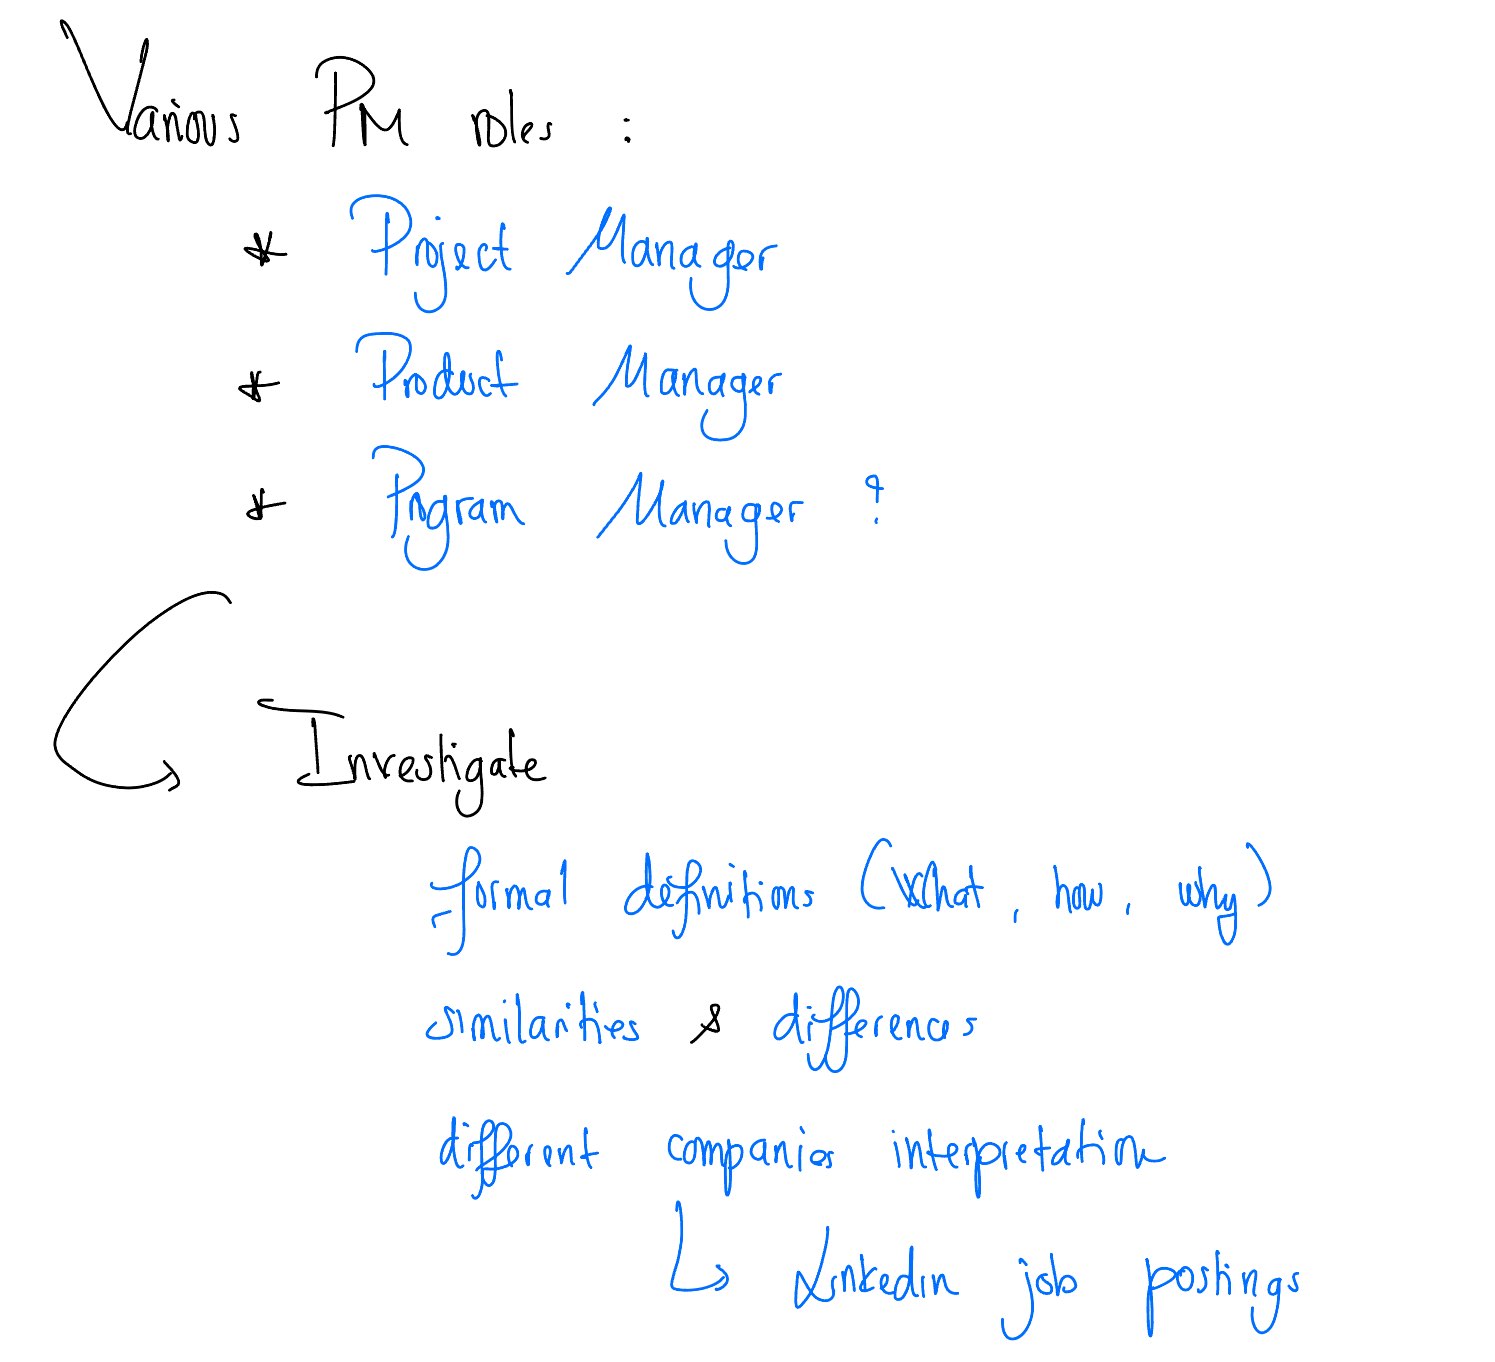 Various PM roles :
* Project Manager
* Product Manager
* Program Manager ?
Investigate
formal definitions (What, how, why)
similarities & differences
different companies interpretation
Linkedin job postings